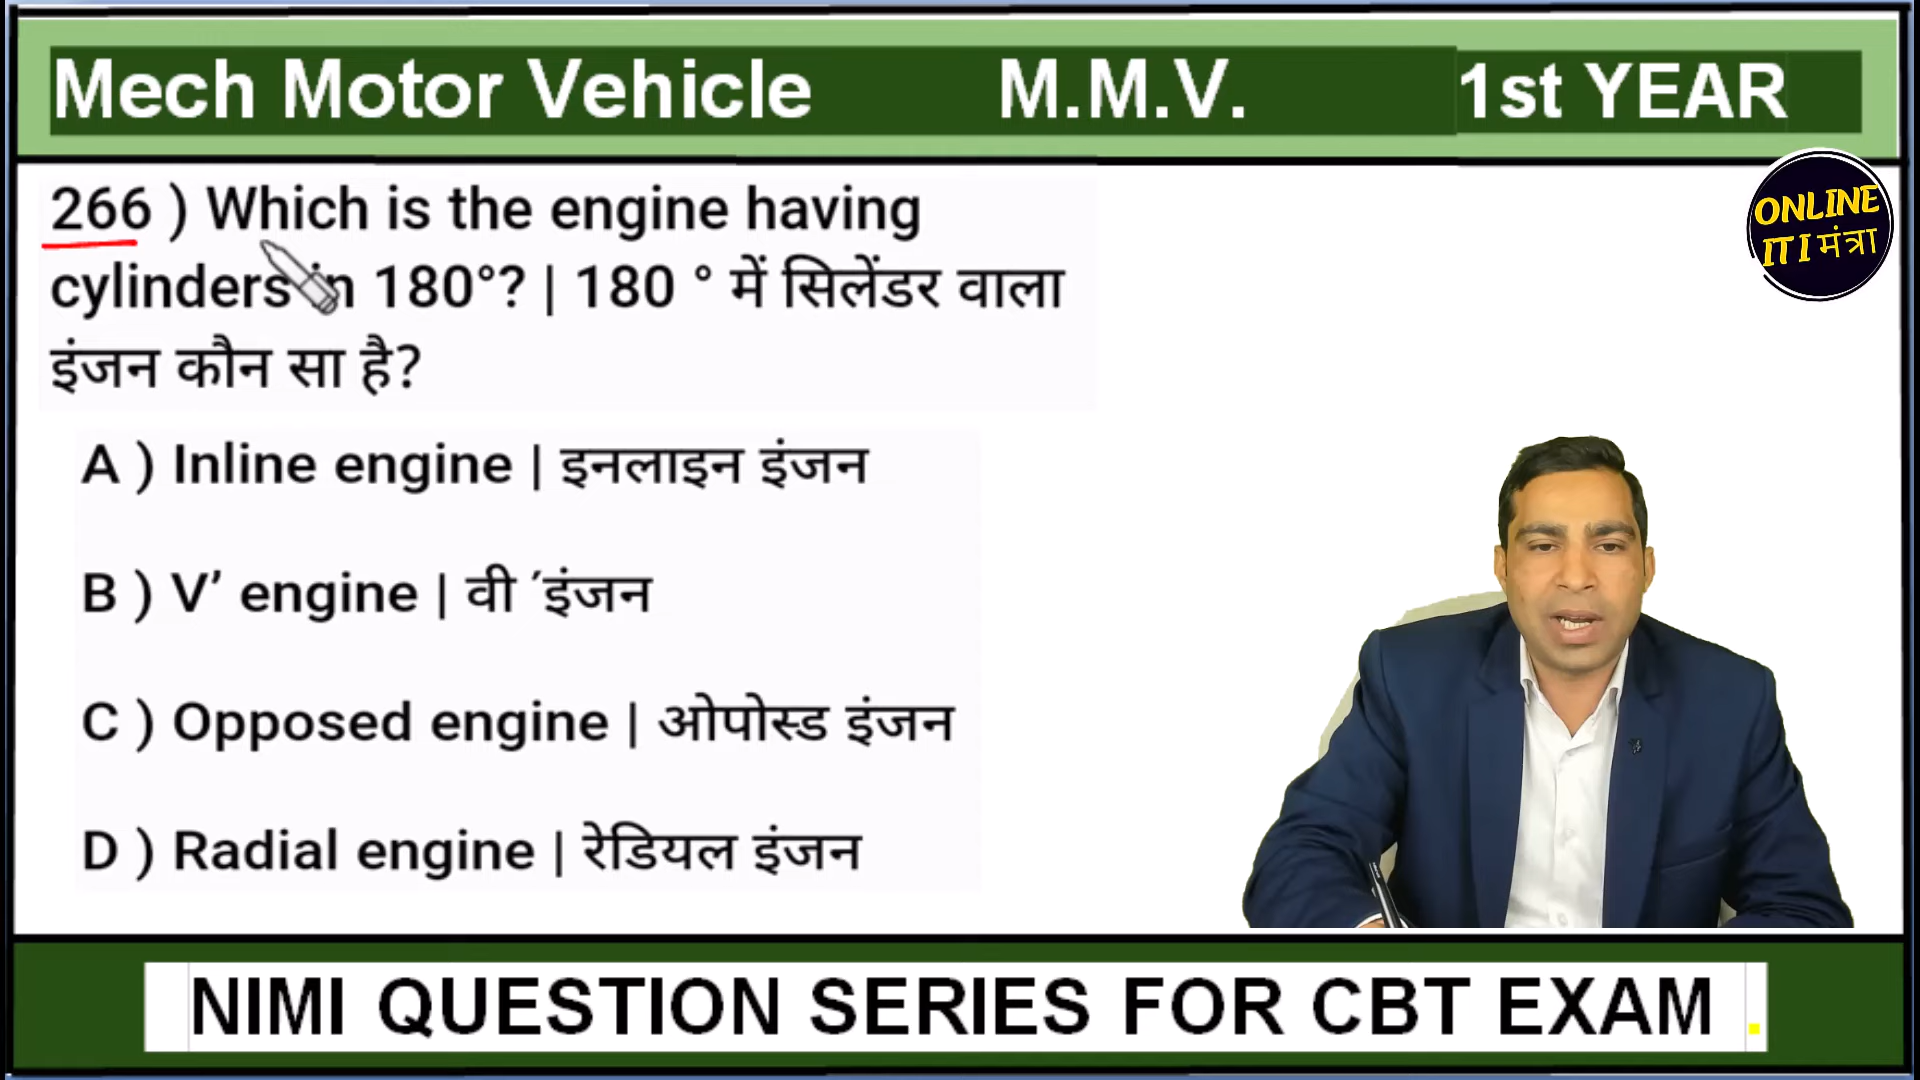 Mech Motor Vehicle M.M.V. 1st YEAR
ONLINE
ITI मंत्रा
266 ) Which is the engine having
cylinders in 180°? | 180 ° में सिलेंडर वाला
इंजन कौन सा है?
A ) Inline engine | इनलाइन इंजन
B ) V’ engine | वी ´इंजन
C ) Opposed engine | ओपोस्ड इंजन
D ) Radial engine | रेडियल इंजन
NIMI QUESTION SERIES FOR CBT EXAM .